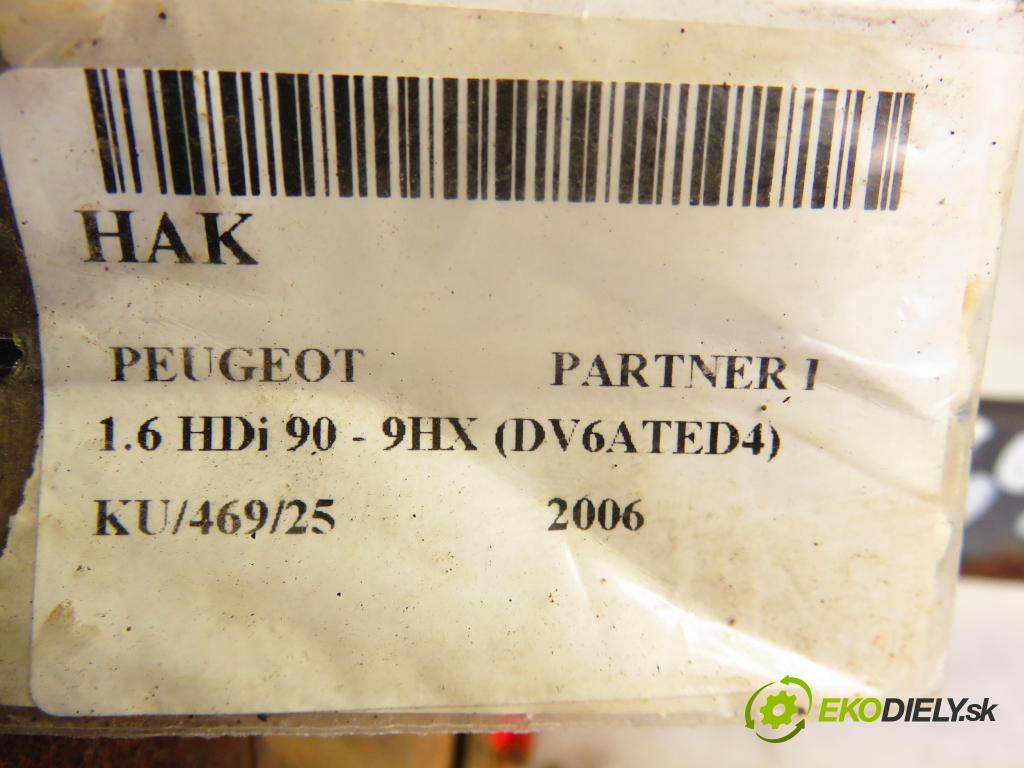 HAK
PEUGEOT PARTNER I
1.6 HDi 90 - 9HX (DV6ATED4)
KU/469/25 2006
EKODIELY.sk